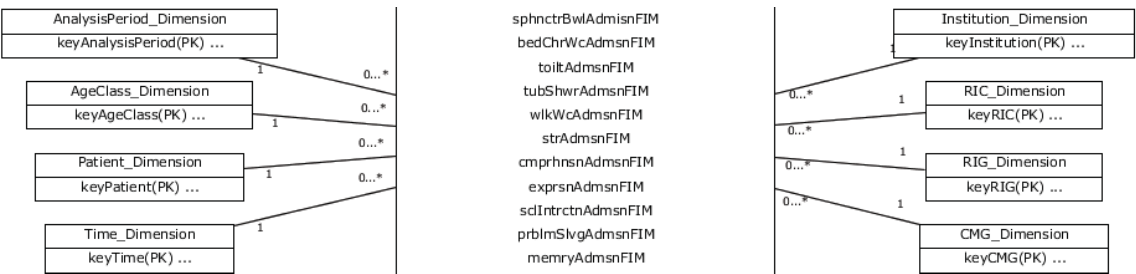 AnalysisPeriod_Dimension
keyAnalysisPeriod(PK) ...
1
0...*
AgeClass_Dimension
keyAgeClass(PK) ...
1
0...*
Patient_Dimension
keyPatient(PK) ...
1
0...*
Time_Dimension
keyTime(PK) ...
1
0...*
sphnctrBwlAdmisnFIM
bedChrWcAdmsnFIM
toiltAdmsnFIM
tubShwrAdmsnFIM
wlkWcAdmsnFIM
strAdmsnFIM
cmprhnsnAdmsnFIM
exprsnAdmsnFIM
sclIntrctnAdmsnFIM
prblmSlvgAdmsnFIM
memryAdmsnFIM
Institution_Dimension
keyInstitution(PK) ...
1
0...*
RIC_Dimension
keyRIC(PK) ...
1
0...*
RIG_Dimension
keyRIG(PK) ...
1
0...*
CMG_Dimension
keyCMG(PK) ...
1
0...*